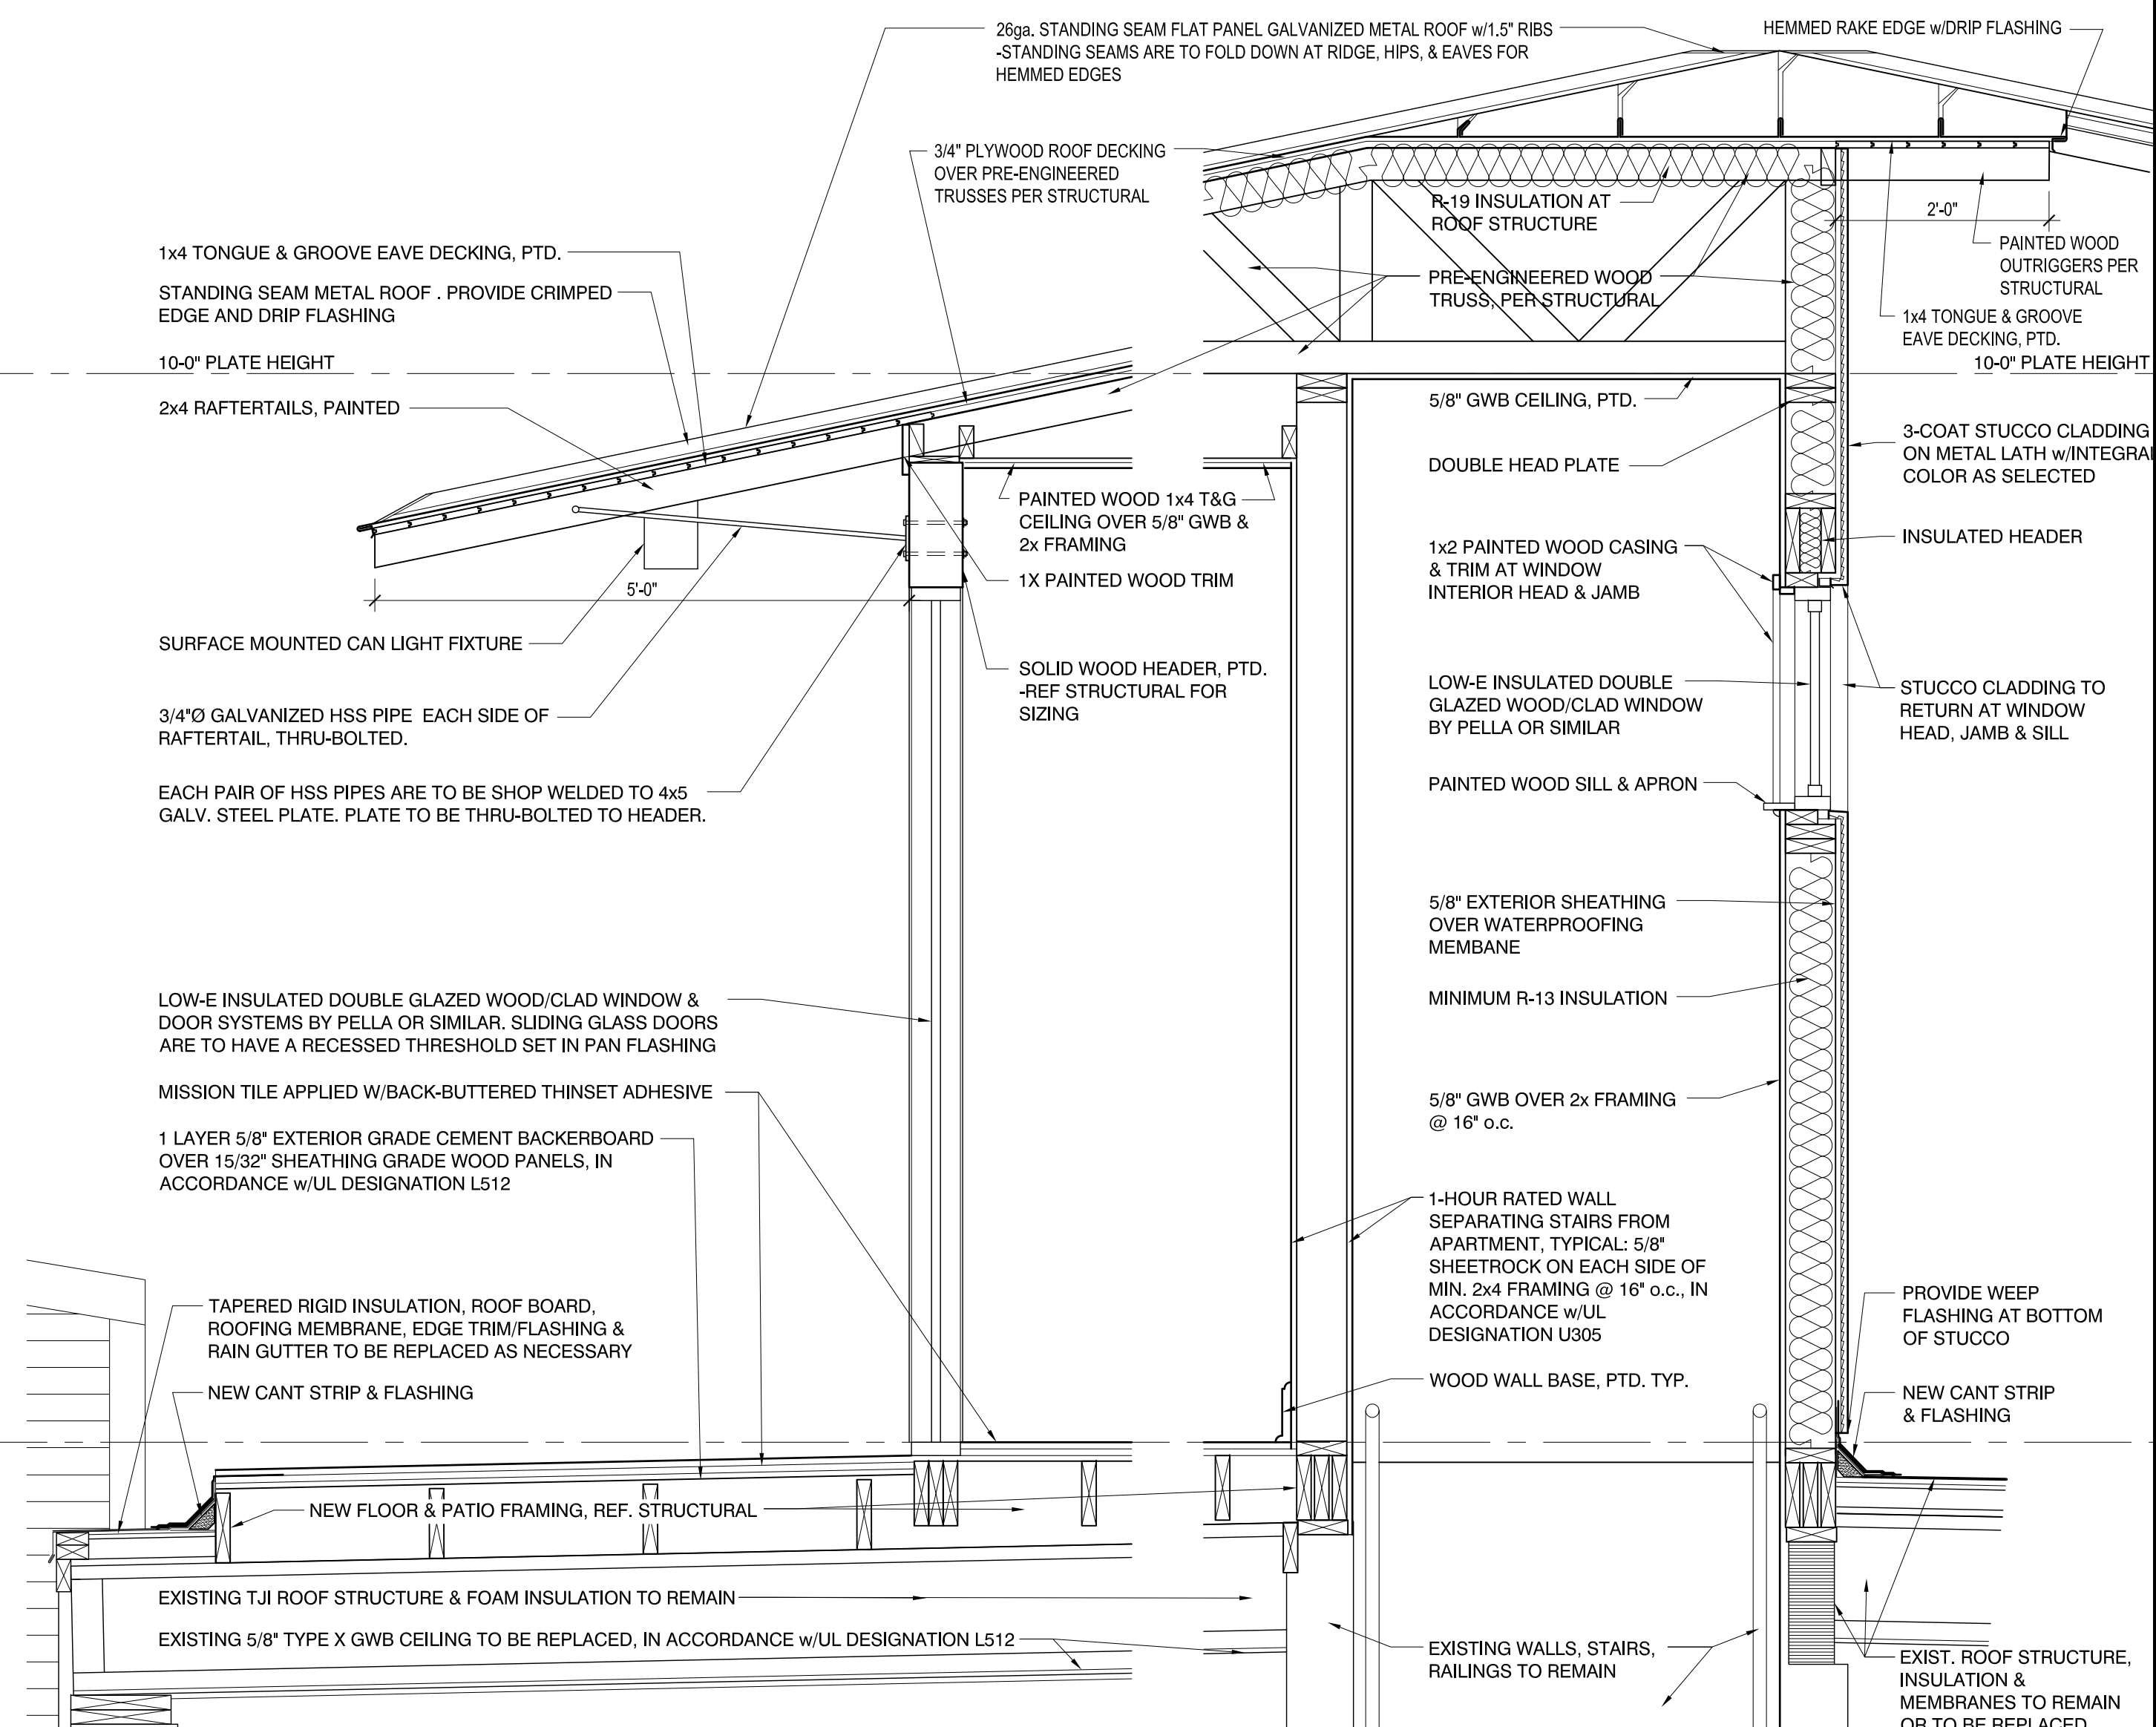 26ga. STANDING SEAM FLAT PANEL GALVANIZED METAL ROOF w/1.5" RIBS
-STANDING SEAMS ARE TO FOLD DOWN AT RIDGE, HIPS, & EAVES FOR
HEMMED EDGES
HEMMED RAKE EDGE w/DRIP FLASHING
3/4" PLYWOOD ROOF DECKING
OVER PRE-ENGINEERED
TRUSSES PER STRUCTURAL
1x4 TONGUE & GROOVE EAVE DECKING, PTD.
STANDING SEAM METAL ROOF . PROVIDE CRIMPED
EDGE AND DRIP FLASHING
10-0" PLATE HEIGHT
2x4 RAFTERTAILS, PAINTED
5'-0"
SURFACE MOUNTED CAN LIGHT FIXTURE
3/4"Ø GALVANIZED HSS PIPE EACH SIDE OF
RAFTERTAIL, THRU-BOLTED.
EACH PAIR OF HSS PIPES ARE TO BE SHOP WELDED TO 4x5
GALV. STEEL PLATE. PLATE TO BE THRU-BOLTED TO HEADER.
LOW-E INSULATED DOUBLE GLAZED WOOD/CLAD WINDOW &
DOOR SYSTEMS BY PELLA OR SIMILAR. SLIDING GLASS DOORS
ARE TO HAVE A RECESSED THRESHOLD SET IN PAN FLASHING
MISSION TILE APPLIED W/BACK-BUTTERED THINSET ADHESIVE
1 LAYER 5/8" EXTERIOR GRADE CEMENT BACKERBOARD
OVER 15/32" SHEATHING GRADE WOOD PANELS, IN
ACCORDANCE w/UL DESIGNATION L512
TAPERED RIGID INSULATION, ROOF BOARD,
ROOFING MEMBRANE, EDGE TRIM/FLASHING &
RAIN GUTTER TO BE REPLACED AS NECESSARY
NEW CANT STRIP & FLASHING
NEW FLOOR & PATIO FRAMING, REF. STRUCTURAL
EXISTING TJI ROOF STRUCTURE & FOAM INSULATION TO REMAIN
EXISTING 5/8" TYPE X GWB CEILING TO BE REPLACED, IN ACCORDANCE w/UL DESIGNATION L512
PAINTED WOOD 1x4 T&G
CEILING OVER 5/8" GWB &
2x FRAMING
1X PAINTED WOOD TRIM
SOLID WOOD HEADER, PTD.
-REF STRUCTURAL FOR
SIZING
R-19 INSULATION AT
ROOF STRUCTURE
PRE-ENGINEERED WOOD
TRUSS, PER STRUCTURAL
5/8" GWB CEILING, PTD.
DOUBLE HEAD PLATE
1x2 PAINTED WOOD CASING
& TRIM AT WINDOW
INTERIOR HEAD & JAMB
LOW-E INSULATED DOUBLE
GLAZED WOOD/CLAD WINDOW
BY PELLA OR SIMILAR
PAINTED WOOD SILL & APRON
5/8" EXTERIOR SHEATHING
OVER WATERPROOFING
MEMBANE
MINIMUM R-13 INSULATION
5/8" GWB OVER 2x FRAMING
@ 16" o.c.
1-HOUR RATED WALL
SEPARATING STAIRS FROM
APARTMENT, TYPICAL: 5/8"
SHEETROCK ON EACH SIDE OF
MIN. 2x4 FRAMING @ 16" o.c., IN
ACCORDANCE w/UL
DESIGNATION U305
WOOD WALL BASE, PTD. TYP.
EXISTING WALLS, STAIRS,
RAILINGS TO REMAIN
2'-0"
PAINTED WOOD
OUTRIGGERS PER
STRUCTURAL
1x4 TONGUE & GROOVE
EAVE DECKING, PTD.
10-0" PLATE HEIGHT
3-COAT STUCCO CLADDING
ON METAL LATH w/INTEGRAL
COLOR AS SELECTED
INSULATED HEADER
STUCCO CLADDING TO
RETURN AT WINDOW
HEAD, JAMB & SILL
PROVIDE WEEP
FLASHING AT BOTTOM
OF STUCCO
NEW CANT STRIP
& FLASHING
EXIST. ROOF STRUCTURE,
INSULATION &
MEMBRANES TO REMAIN
OR TO BE REPLACED